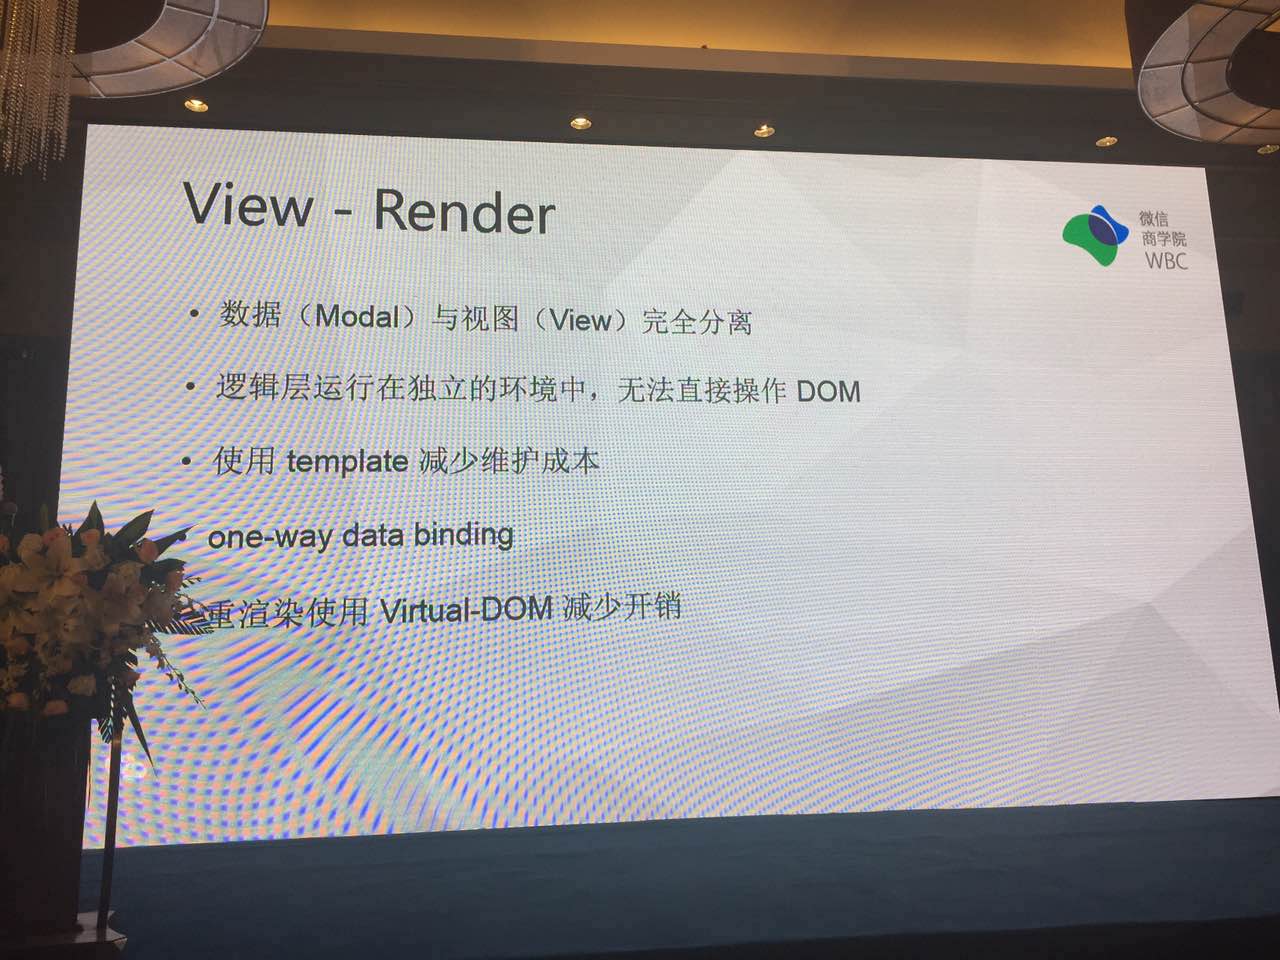 View - Render
微信
商学院
WBC
数据（Modal）与视图（View）完全分离
逻辑层运行在独立的环境中，无法直接操作 DOM
使用 template 减少维护成本
one-way data binding
重渲染使用 Virtual-DOM 减少开销